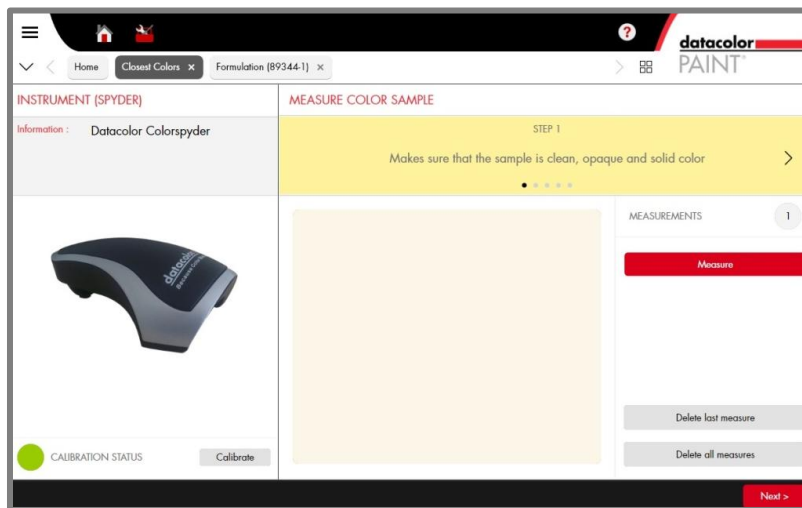 ?
datacolor
PAINT
Home
Closest Colors ×
Formulation (89344-1) ×
INSTRUMENT (SPYDER)
MEASURE COLOR SAMPLE
Information :
Datacolor Colorspyder
STEP 1
Makes sure that the sample is clean, opaque and solid color
MEASUREMENTS
1
Measure
datacolor
Delete last measure
CALIBRATION STATUS
Calibrate
Delete all measures
Next >